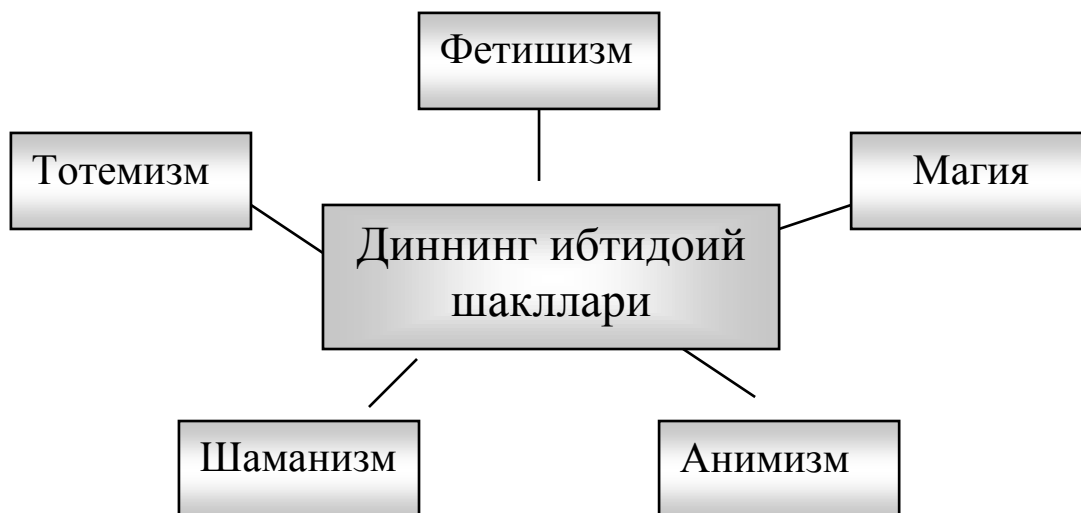 Фетишизм
Тотемизм
Магия
Диннинг ибтидоий
шакллари
Шаманизм
Анимизм